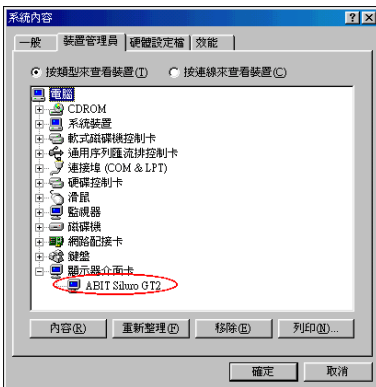 系統內容
一般 裝置管理員 硬體設定檔 效能
按類型來查看裝置(T) 按連線來查看裝置(C)
電腦
CDROM
系統裝置
軟式磁碟機控制卡
通用序列匯流排控制卡
連接埠 (COM & LPT)
硬碟控制卡
滑鼠
監視器
磁碟機
網路配接卡
鍵盤
顯示器介面卡
ABIT Siluro GT2
內容(R) 重新整理(F) 移除(E) 列印(N)...
確定 取消